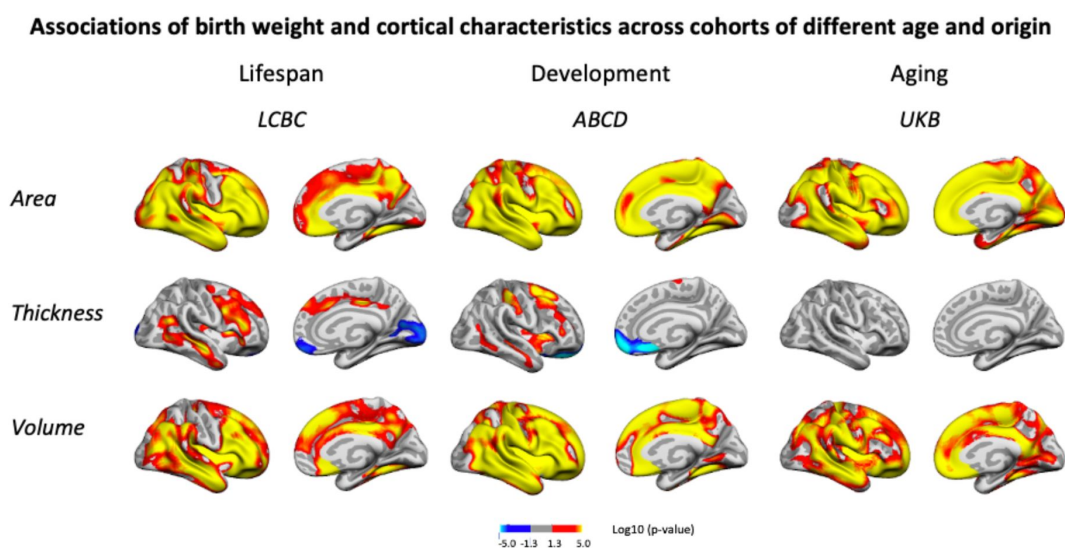 Associations of birth weight and cortical characteristics across cohorts of different age and origin
Lifespan Development Aging
LCBC ABCD UKB
Area
Thickness
Volume
Log10 (p-value)
-5.0 -1.3 1.3 5.0